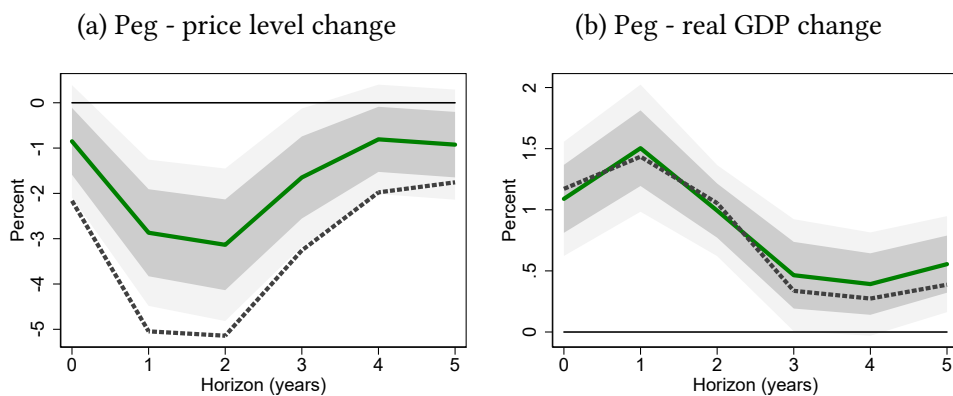 (a) Peg - price level change
Percent
0
-1
-2
-3
-4
-5
0 1 2 3 4 5
Horizon (years)
(b) Peg - real GDP change
Percent
2
1.5
1
.5
0
0 1 2 3 4 5
Horizon (years)